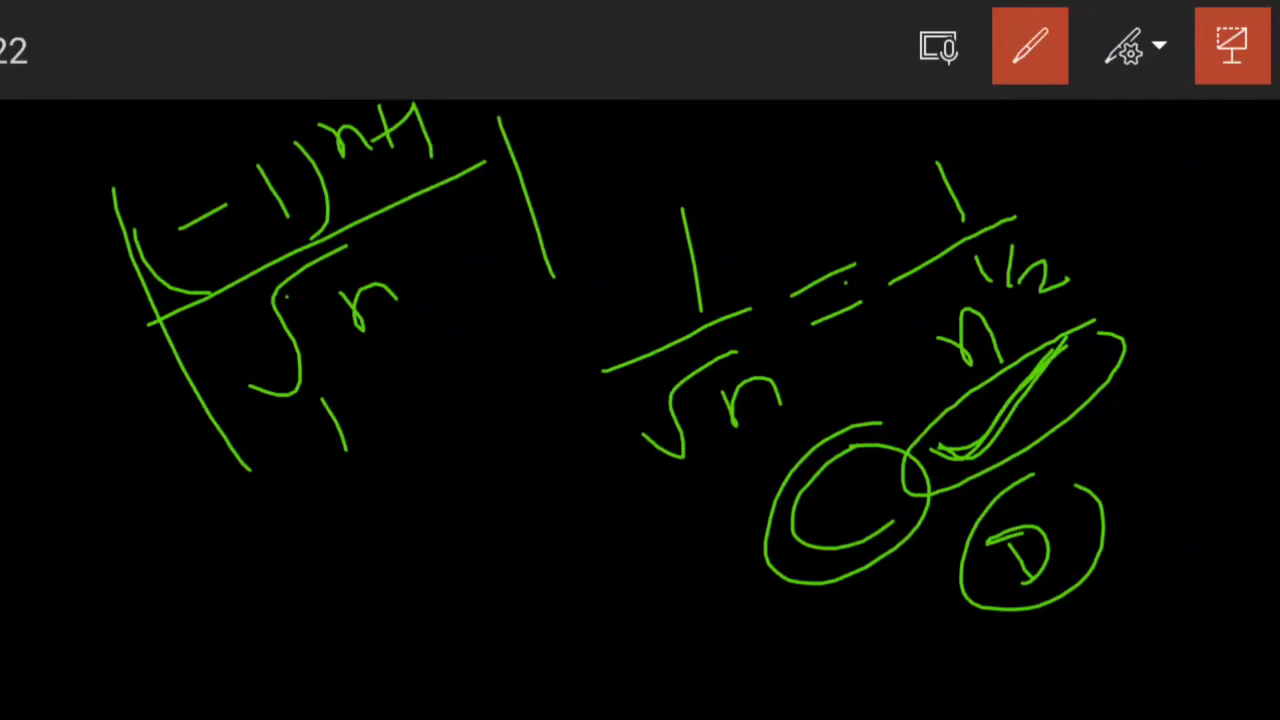 22
|(-1)^{n+1}/√n| 1/√n = 1/n^{1/2}
C D